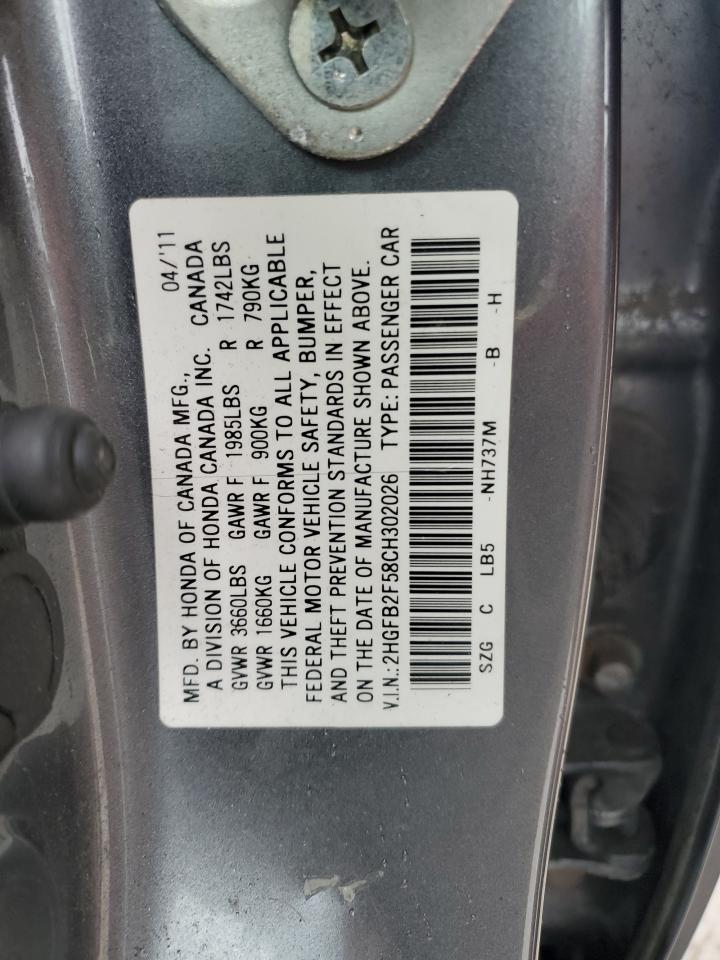 MFD. BY HONDA OF CANADA MFG., 04/'11
A DIVISION OF HONDA CANADA INC. CANADA
GVWR 3660LBS GAWR F 1985LBS R 1742LBS
GVWR 1660KG GAWR F 900KG R 790KG
THIS VEHICLE CONFORMS TO ALL APPLICABLE
FEDERAL MOTOR VEHICLE SAFETY, BUMPER,
AND THEFT PREVENTION STANDARDS IN EFFECT
ON THE DATE OF MANUFACTURE SHOWN ABOVE.
V.I.N.: 2HGFB2F58CH302026 TYPE: PASSENGER CAR
SZG C LB5 -NH737M -B -H